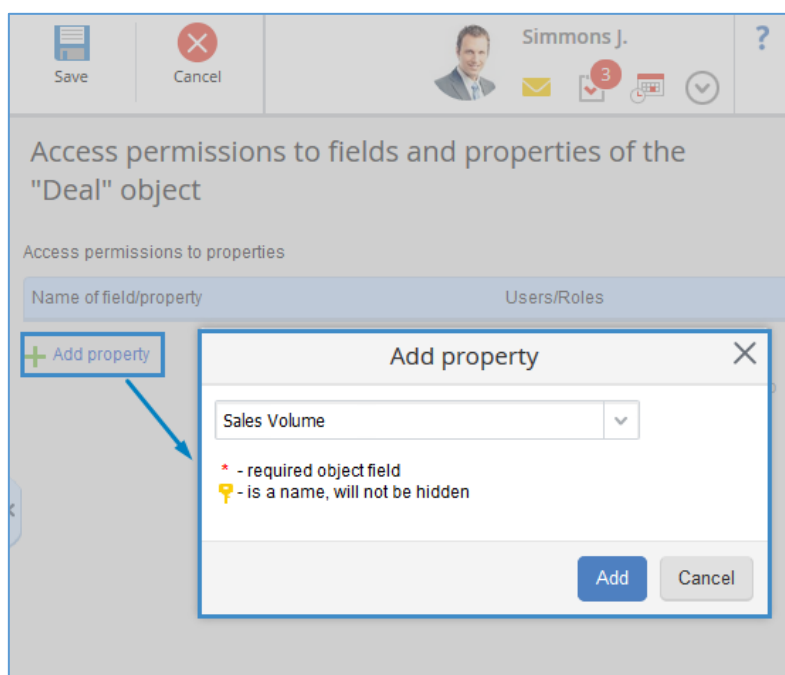 Save
Cancel
Simmons J.
?
3
Access permissions to fields and properties of the
"Deal" object
Access permissions to properties
Name of field/property
Users/Roles
Add property
Add property
Sales Volume
* - required object field
- is a name, will not be hidden
Add
Cancel